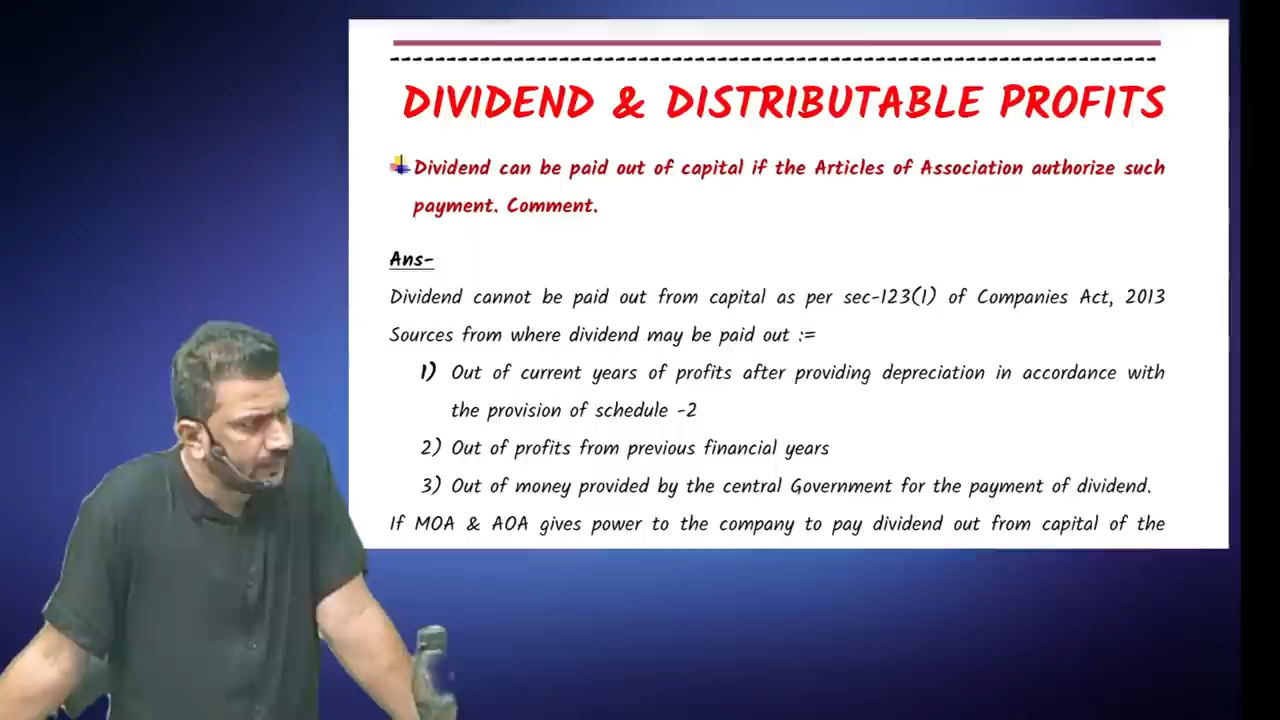 DIVIDEND & DISTRIBUTABLE PROFITS
Dividend can be paid out of capital if the Articles of Association authorize such
payment. Comment.
Ans-
Dividend cannot be paid out from capital as per sec-123(1) of Companies Act, 2013
Sources from where dividend may be paid out :=
1) Out of current years of profits after providing depreciation in accordance with
the provision of schedule -2
2) Out of profits from previous financial years
3) Out of money provided by the central Government for the payment of dividend.
If MOA & AOA gives power to the company to pay dividend out from capital of the